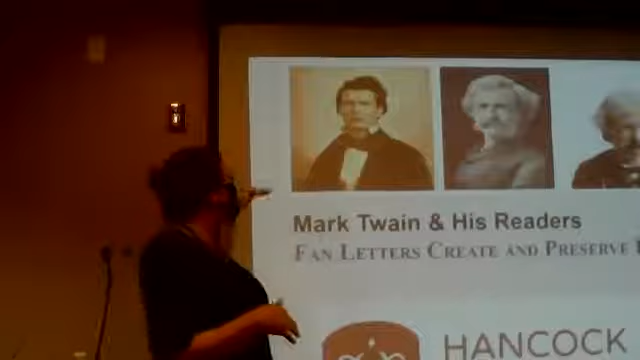 Mark Twain & His Readers
FAN LETTERS CREATE AND PRESERVE
HANCOCK